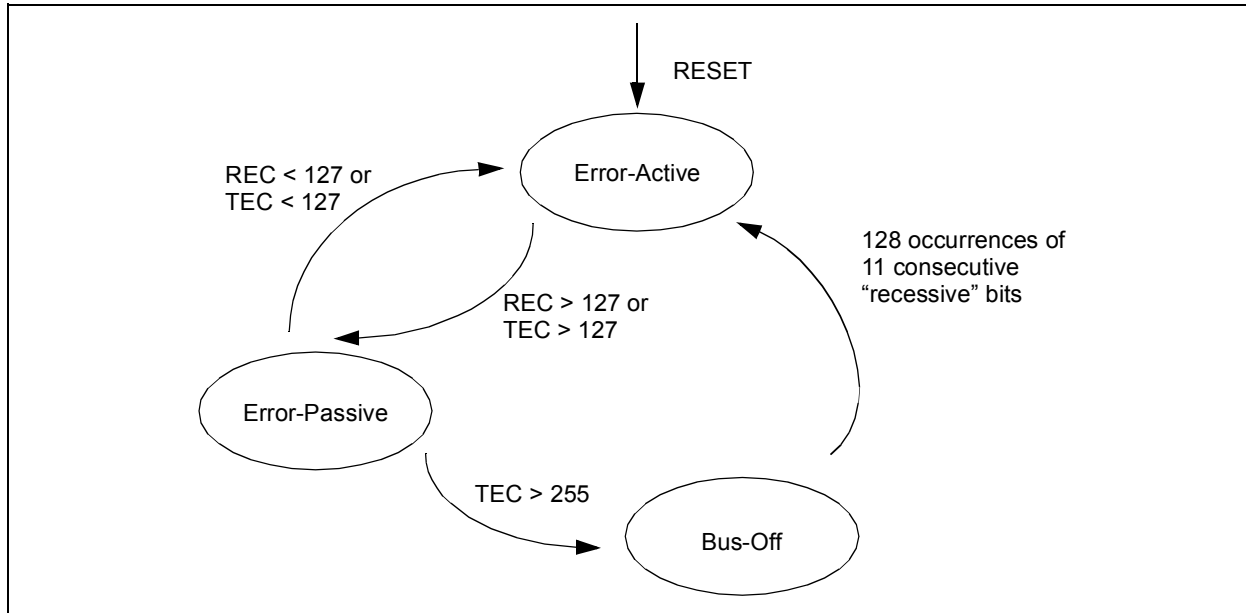 RESET
Error-Active
REC < 127 or
TEC < 127
128 occurrences of
11 consecutive
“recessive” bits
REC > 127 or
TEC > 127
Error-Passive
TEC > 255
Bus-Off